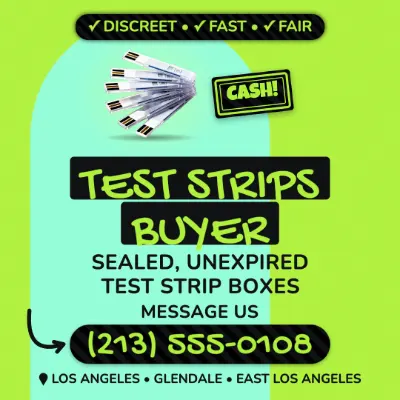 ✓ DISCREET • ✓ FAST • ✓ FAIR
CASH!
TEST STRIPS
BUYER
SEALED, UNEXPIRED
TEST STRIP BOXES
MESSAGE US
(213) 555-0108
LOS ANGELES • GLENDALE • EAST LOS ANGELES